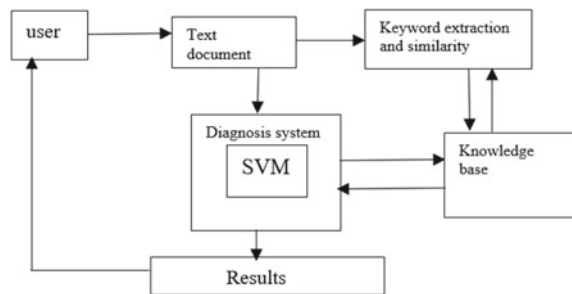 user
Text
document
Keyword extraction
and similarity
Diagnosis system
SVM
Knowledge
base
Results